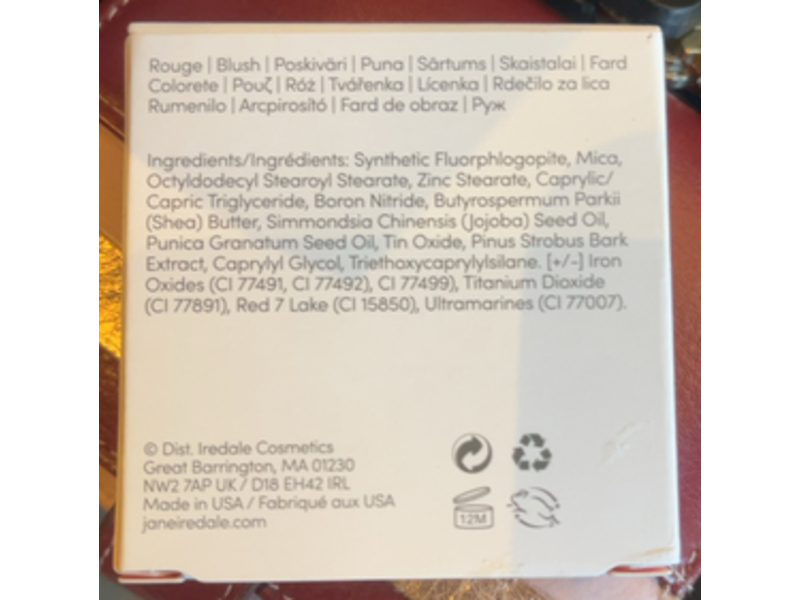 Rouge | Blush | Poskiväri | Puna | Sārtums | Skaistalai | Fard
Colorete | Ρουζ | Róż | Tvářenka | Lícenka | Rdečilo za lica
Rumenilo | Arcpirosító | Fard de obraz | Руж
Ingredients/Ingrédients: Synthetic Fluorphlogopite, Mica,
Octyldodecyl Stearoyl Stearate, Zinc Stearate, Caprylic/
Capric Triglyceride, Boron Nitride, Butyrospermum Parkii
(Shea) Butter, Simmondsia Chinensis (Jojoba) Seed Oil,
Punica Granatum Seed Oil, Tin Oxide, Pinus Strobus Bark
Extract, Caprylyl Glycol, Triethoxycaprylylsilane. [+/-] Iron
Oxides (CI 77491, CI 77492), CI 77499), Titanium Dioxide
(CI 77891), Red 7 Lake (CI 15850), Ultramarines (CI 77007).
© Dist. Iredale Cosmetics
Great Barrington, MA 01230
NW2 7AP UK / D18 EH42 IRL
Made in USA / Fabriqué aux USA
janeiredale.com
12M